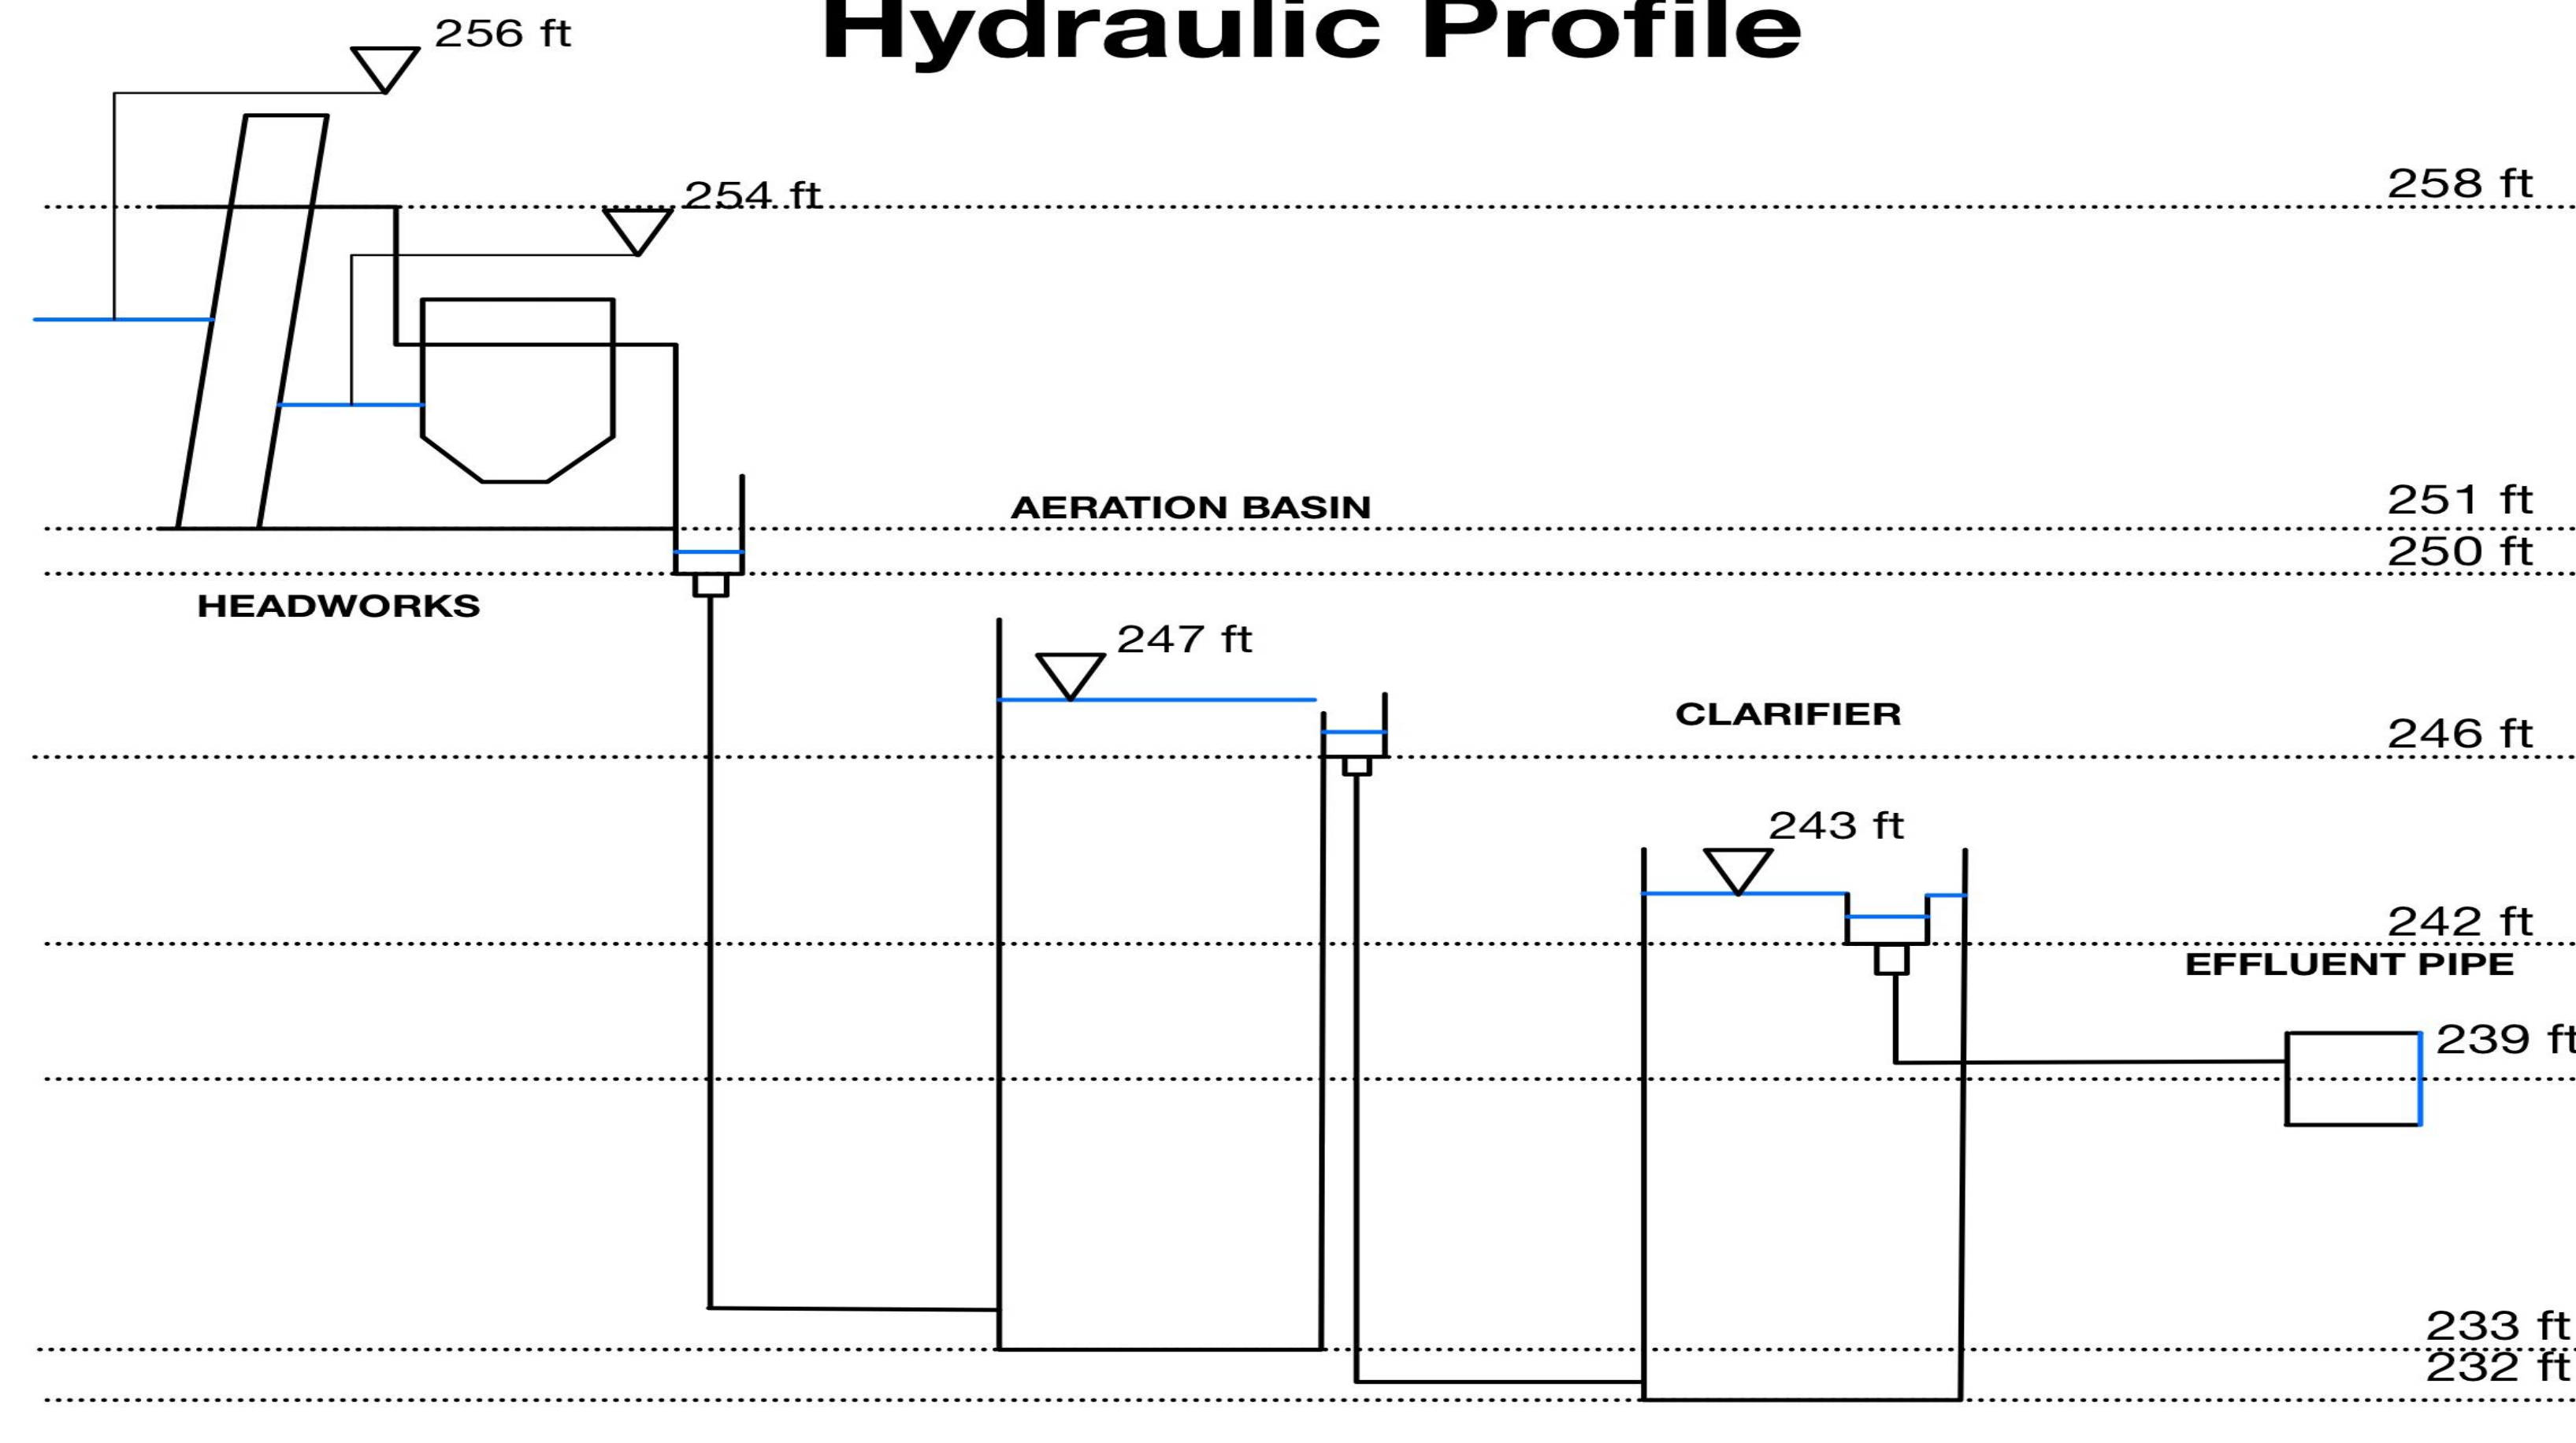 Hydraulic Profile
256 ft
258 ft
254 ft
251 ft
AERATION BASIN
250 ft
HEADWORKS
247 ft
CLARIFIER
246 ft
243 ft
242 ft
EFFLUENT PIPE
239 ft
233 ft
232 ft